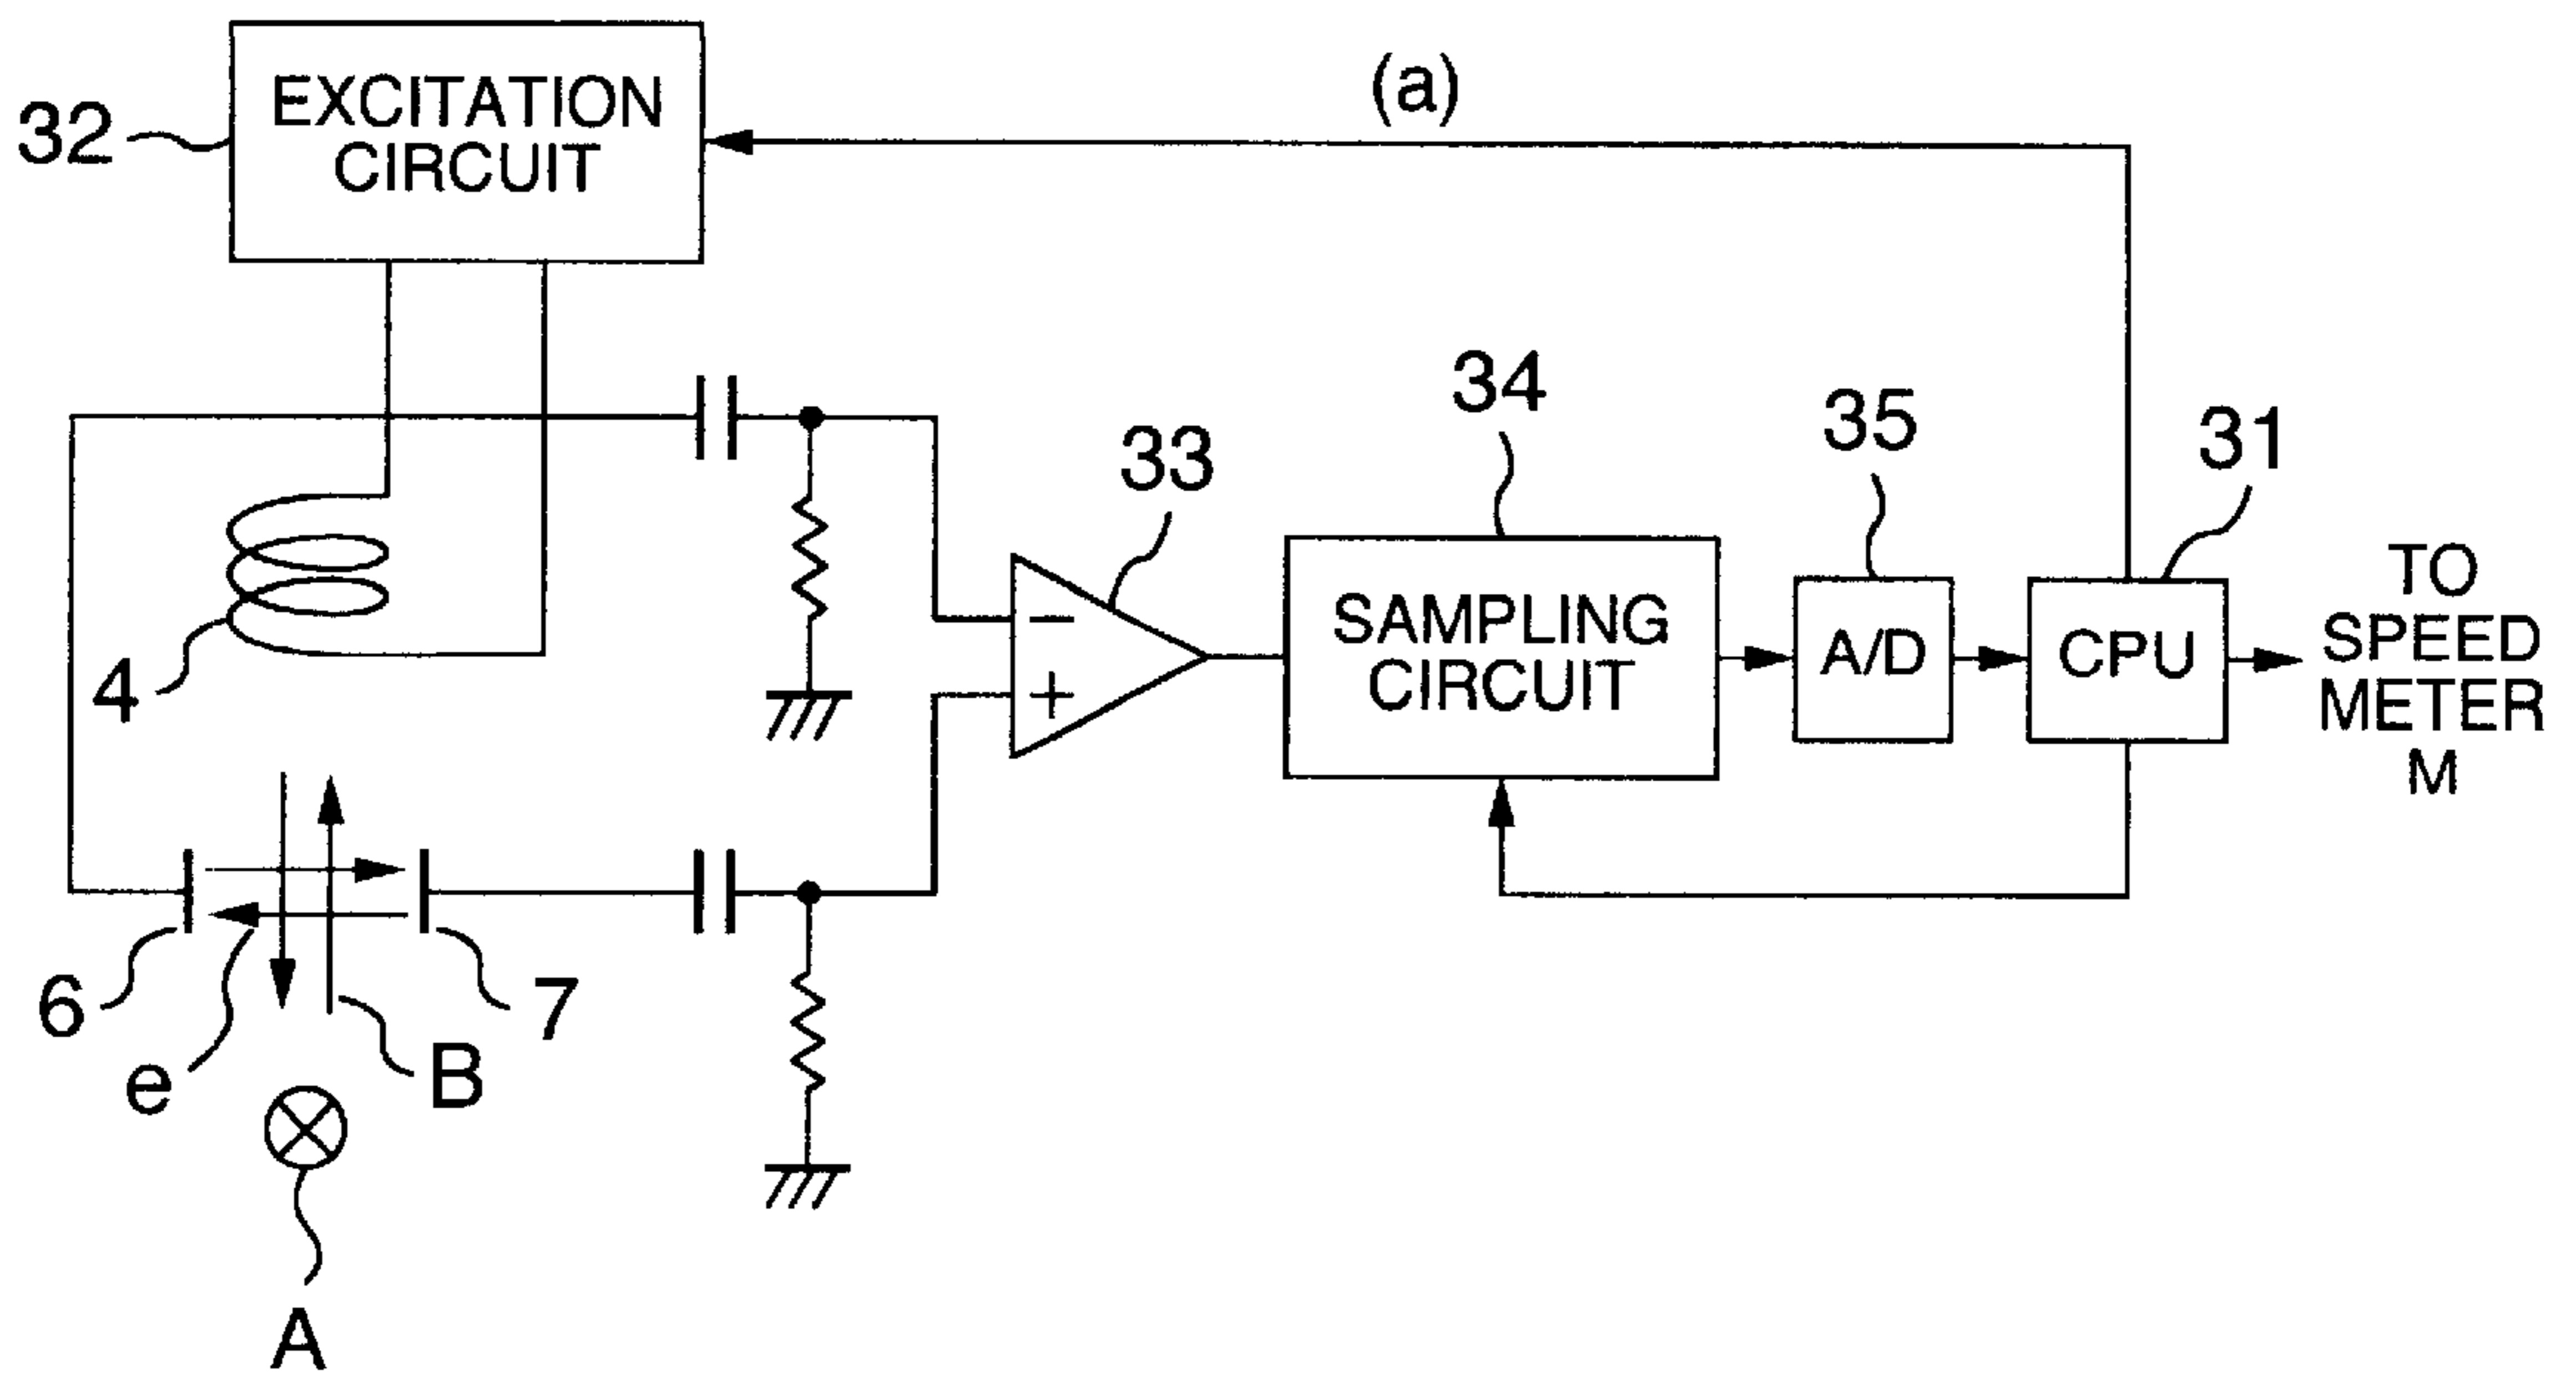 (a)
32
EXCITATION
CIRCUIT
34
35
31
33
TO
SPEED
METER
M
SAMPLING
CIRCUIT
A/D
CPU
−
+
4
6
7
e
B
A